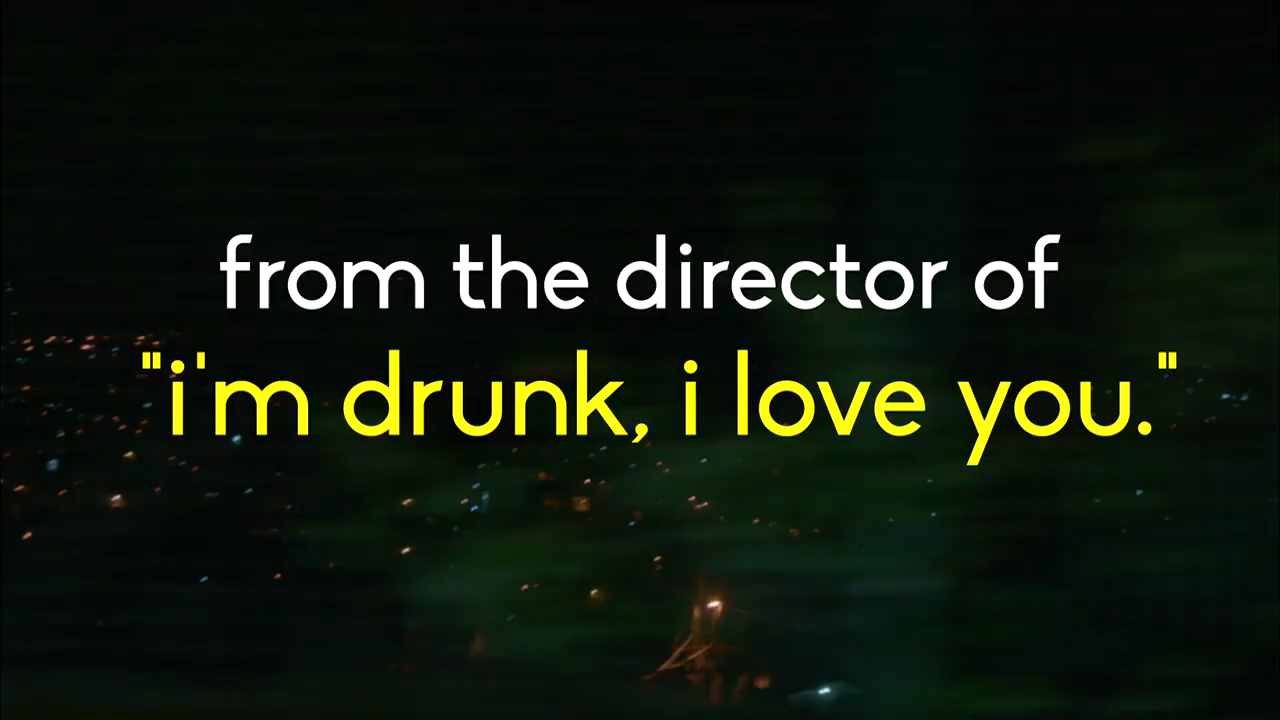 from the director of
"i'm drunk, i love you."